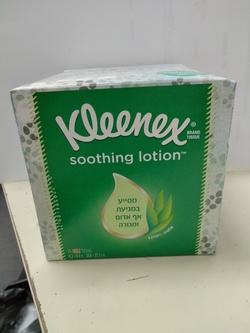 Kleenex®
BRAND
TISSUE
soothing lotion™
מסייע
במניעת
אף אדום
ומגורה